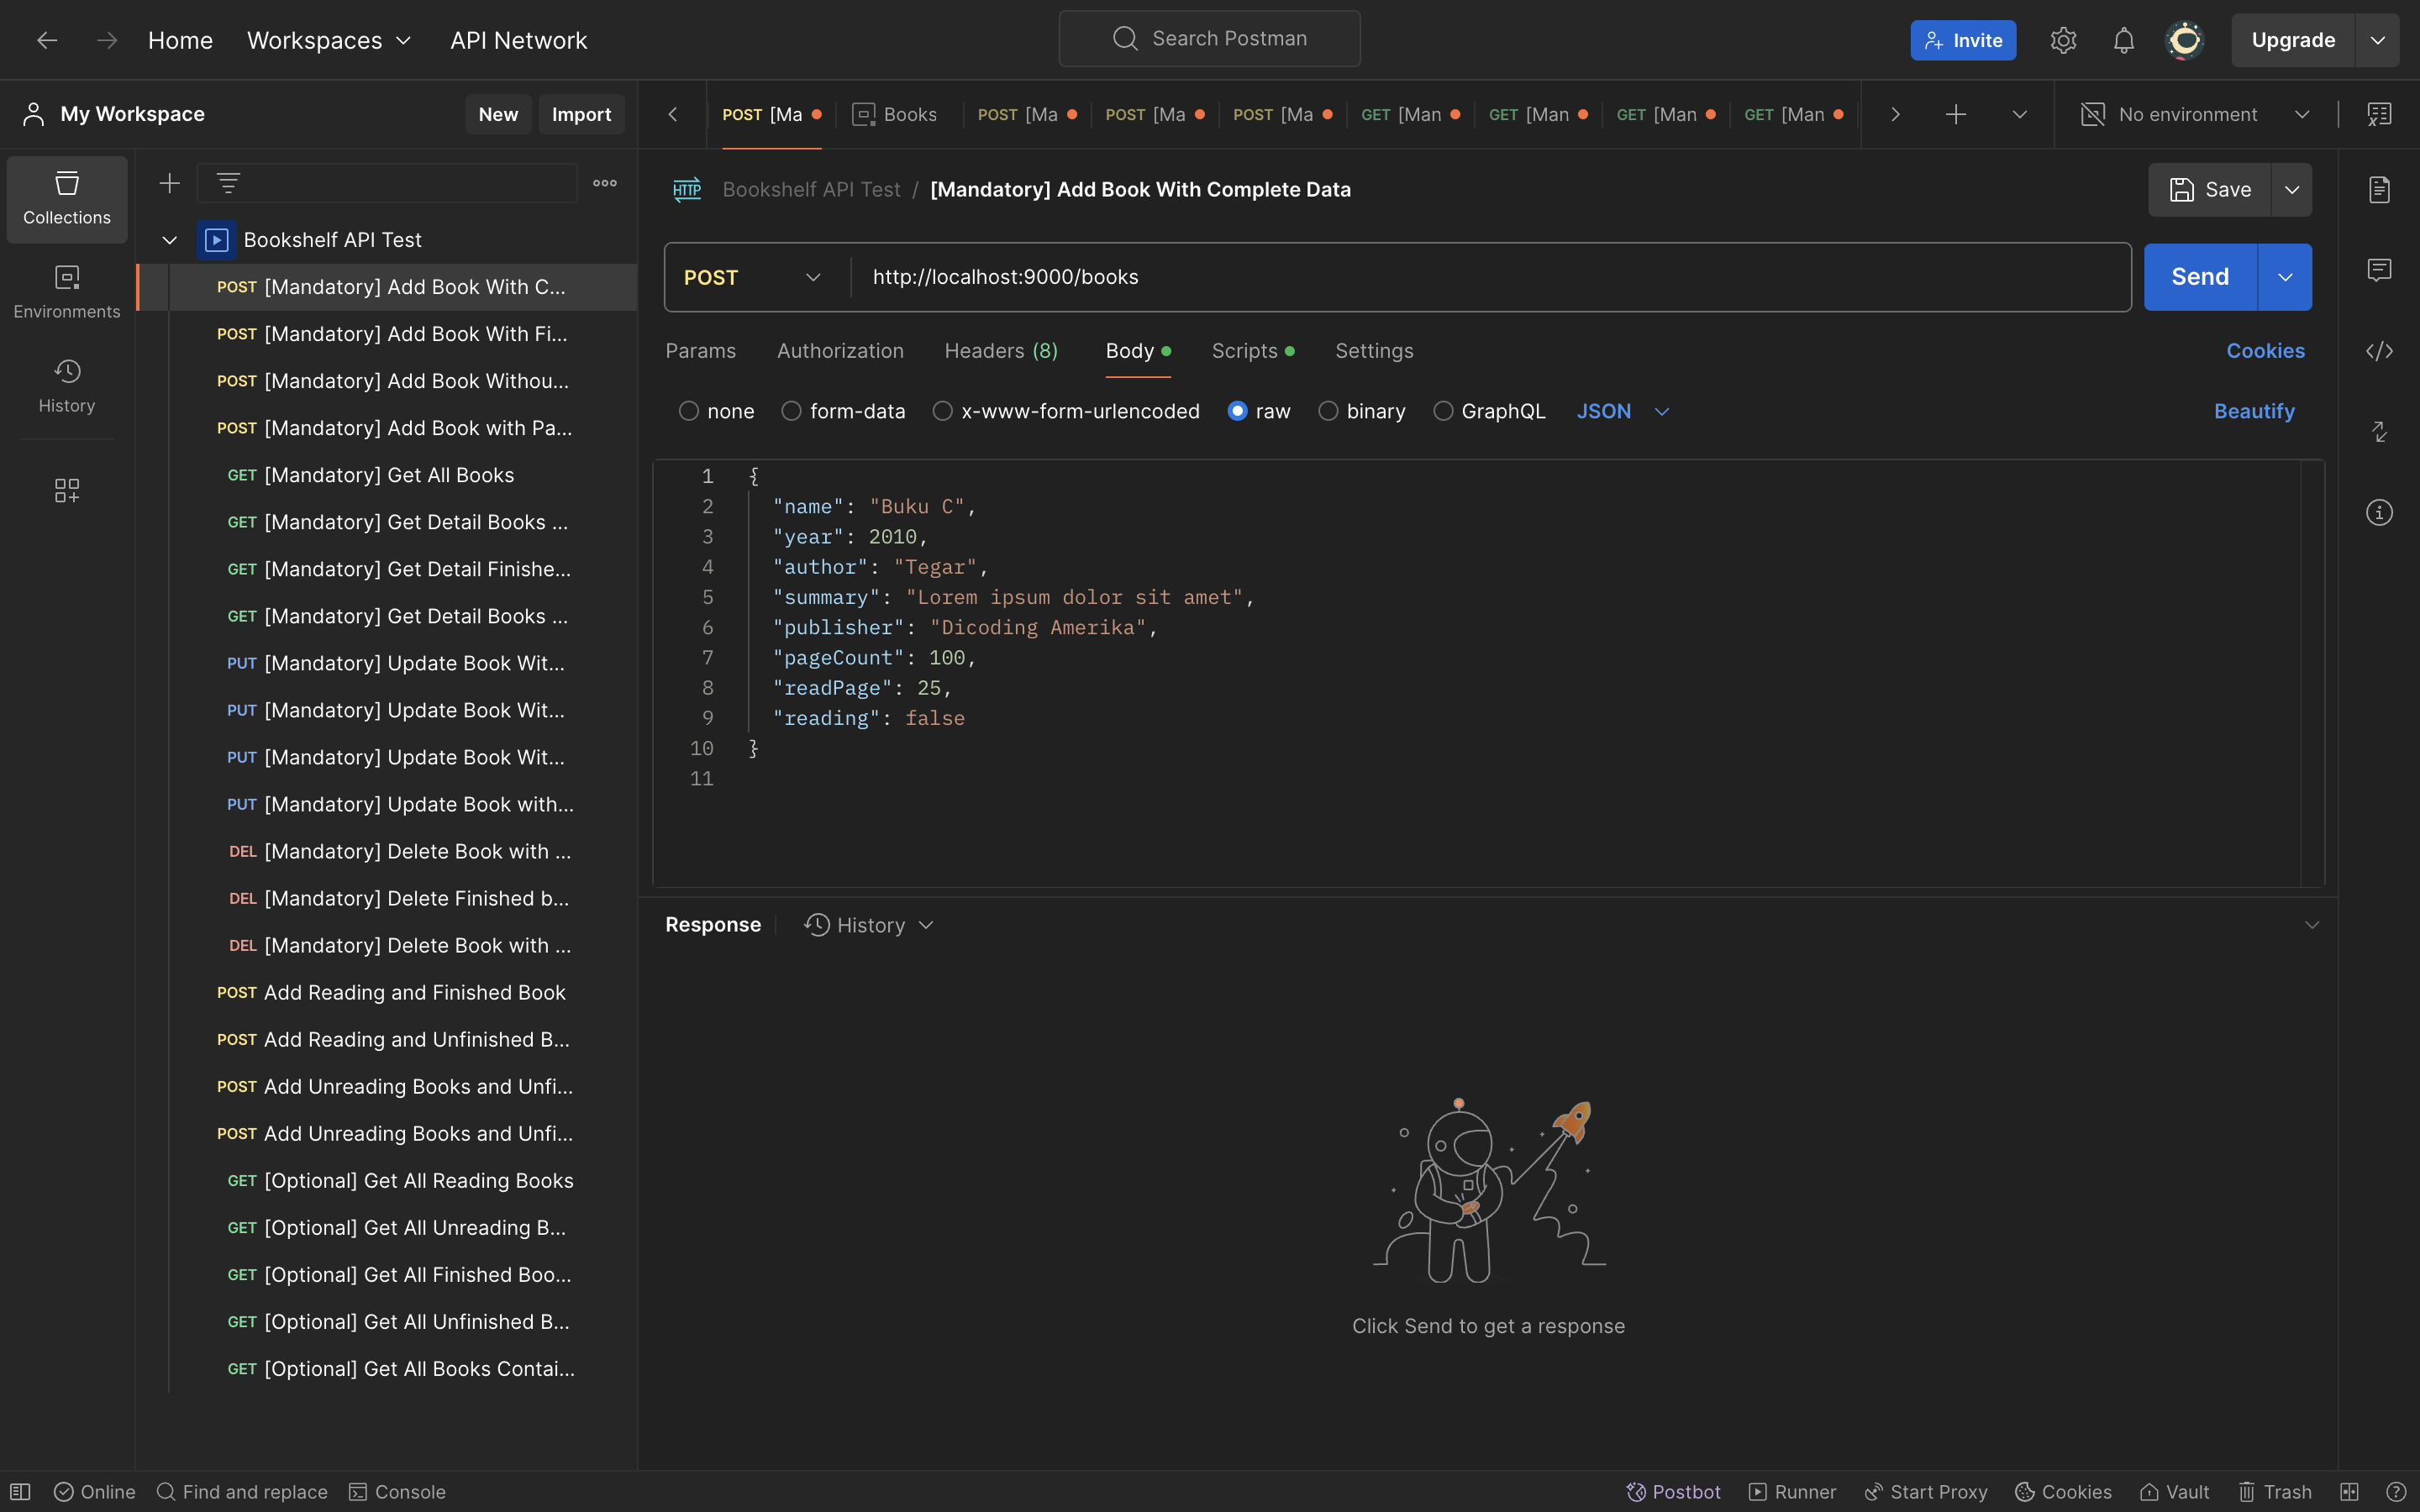 Home Workspaces API Network
Search Postman
Invite
Upgrade
My Workspace
New Import
POST [Ma
Books
POST [Ma
POST [Ma
POST [Ma
GET [Man
GET [Man
GET [Man
GET [Man
No environment
Collections
Environments
History
Bookshelf API Test
POST [Mandatory] Add Book With C...
POST [Mandatory] Add Book With Fi...
POST [Mandatory] Add Book Withou...
POST [Mandatory] Add Book with Pa...
GET [Mandatory] Get All Books
GET [Mandatory] Get Detail Books ...
GET [Mandatory] Get Detail Finishe...
GET [Mandatory] Get Detail Books ...
PUT [Mandatory] Update Book Wit...
PUT [Mandatory] Update Book Wit...
PUT [Mandatory] Update Book Wit...
PUT [Mandatory] Update Book with...
DEL [Mandatory] Delete Book with ...
DEL [Mandatory] Delete Finished b...
DEL [Mandatory] Delete Book with ...
POST Add Reading and Finished Book
POST Add Reading and Unfinished B...
POST Add Unreading Books and Unfi...
POST Add Unreading Books and Unfi...
GET [Optional] Get All Reading Books
GET [Optional] Get All Unreading B...
GET [Optional] Get All Finished Boo...
GET [Optional] Get All Unfinished B...
GET [Optional] Get All Books Contai...
HTTP Bookshelf API Test / [Mandatory] Add Book With Complete Data
Save
POST http://localhost:9000/books
Send
Params Authorization Headers (8) Body Scripts Settings Cookies
none form-data x-www-form-urlencoded raw binary GraphQL JSON Beautify
1 {
2 "name": "Buku C",
3 "year": 2010,
4 "author": "Tegar",
5 "summary": "Lorem ipsum dolor sit amet",
6 "publisher": "Dicoding Amerika",
7 "pageCount": 100,
8 "readPage": 25,
9 "reading": false
10 }
11
Response History
Click Send to get a response
Online Find and replace Console
Postbot Runner Start Proxy Cookies Vault Trash